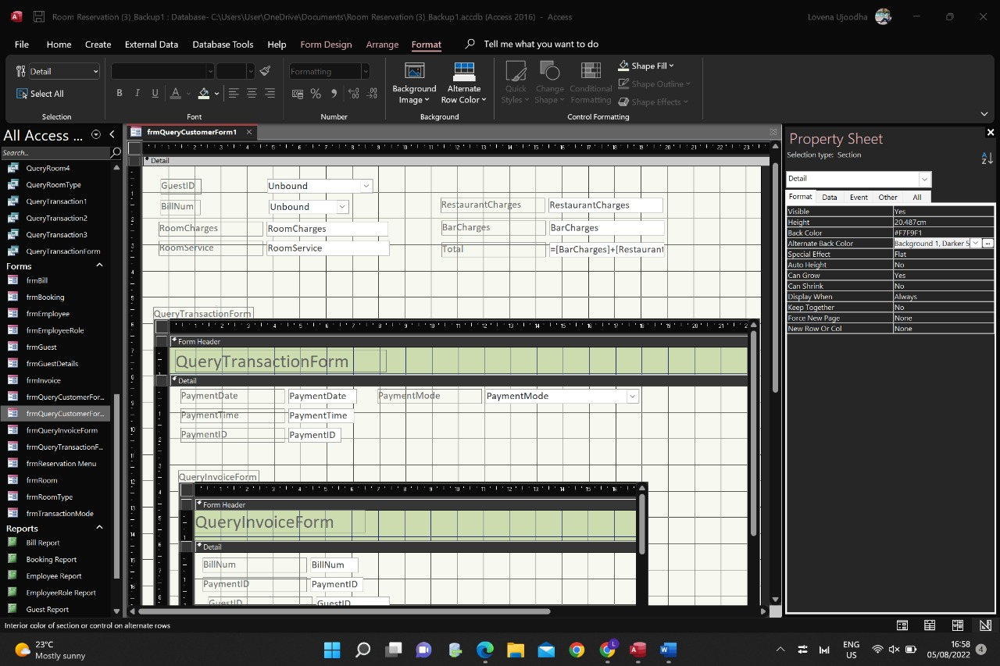 Room Reservation (3)_Backup1 : Database- C:\Users\User\OneDrive\Documents\Room Reservation (3)_Backup1.accdb (Access 2016) - Access
Lovena Ujoodha
File Home Create External Data Database Tools Help Form Design Arrange Format Tell me what you want to do
Detail
Select All
Selection
B I U A
Font
Formatting
Number
Background Image
Alternate Row Color
Background
Quick Styles
Change Shape
Conditional Formatting
Shape Fill
Shape Outline
Shape Effects
Control Formatting
All Access ...
Search...
QueryRoom4
QueryRoomType
QueryTransaction1
QueryTransaction2
QueryTransaction3
QueryTransactionForm
Forms
frmBill
frmBooking
frmEmployee
frmEmployeeRole
frmGuest
frmGuestDetails
frmInvoice
frmQueryCustomerFor...
frmQueryCustomerFor...
frmQueryInvoiceForm
frmQueryTransactionF...
frmReservation Menu
frmRoom
frmRoomType
frmTransactionMode
Reports
Bill Report
Booking Report
Employee Report
EmployeeRole Report
Guest Report
frmQueryCustomerForm1
Detail
GuestID Unbound
BillNum Unbound
RoomCharges RoomCharges
RoomService RoomService
RestaurantCharges RestaurantCharges
BarCharges BarCharges
Total =[BarCharges]+[Restaurant
QueryTransactionForm
Form Header
QueryTransactionForm
Detail
PaymentDate PaymentDate PaymentMode PaymentMode
PaymentTime PaymentTime
PaymentID PaymentID
QueryInvoiceForm
Form Header
QueryInvoiceForm
Detail
BillNum BillNum
PaymentID PaymentID
GuestID GuestID
Property Sheet
Selection type: Section
Detail
Format Data Event Other All
Visible Yes
Height 20.487cm
Back Color #F7F9F1
Alternate Back Color Background 1, Darker 5
Special Effect Flat
Auto Height No
Can Grow Yes
Can Shrink No
Display When Always
Keep Together No
Force New Page None
New Row Or Col None
Interior color of section or control on alternate rows
23°C
Mostly sunny
ENG
US
16:58
05/08/2022
4